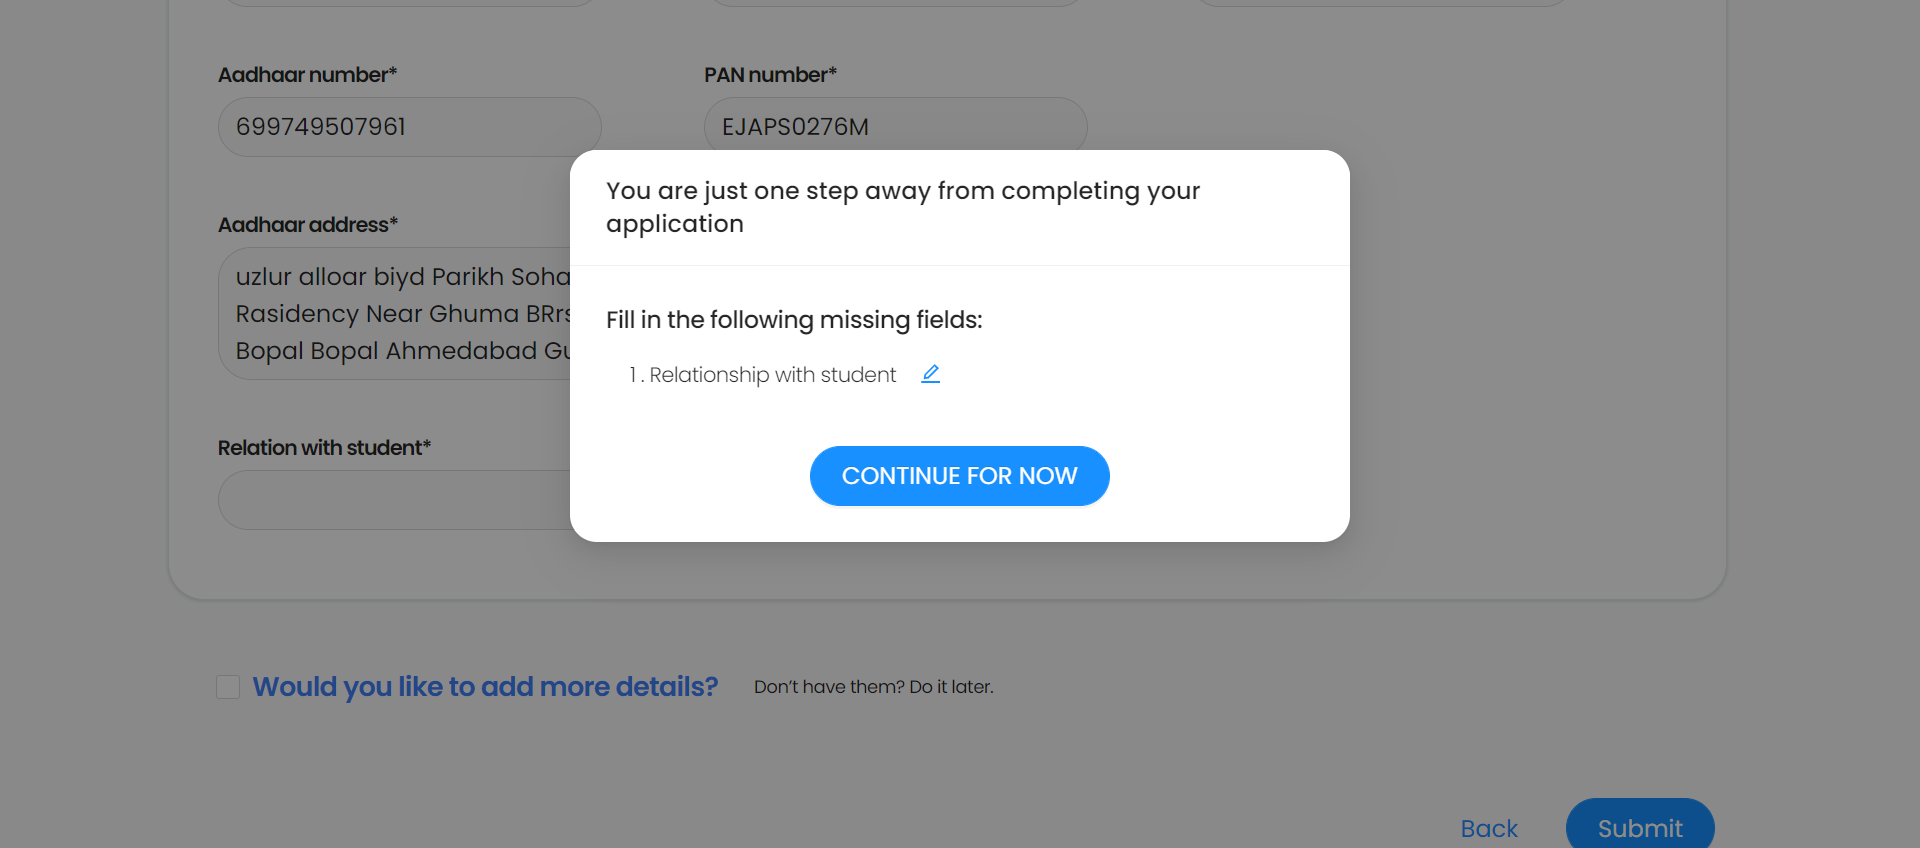 Aadhaar number*
PAN number*
699749507961
EJAPS0276M
You are just one step away from completing your
application
Aadhaar address*
uzlur alloar biyd Parikh Soha
Rasidency Near Ghuma BRrs
Bopal Bopal Ahmedabad Gu
Fill in the following missing fields:
1 . Relationship with student
Relation with student*
CONTINUE FOR NOW
Would you like to add more details?
Don't have them? Do it later.
Back
Submit